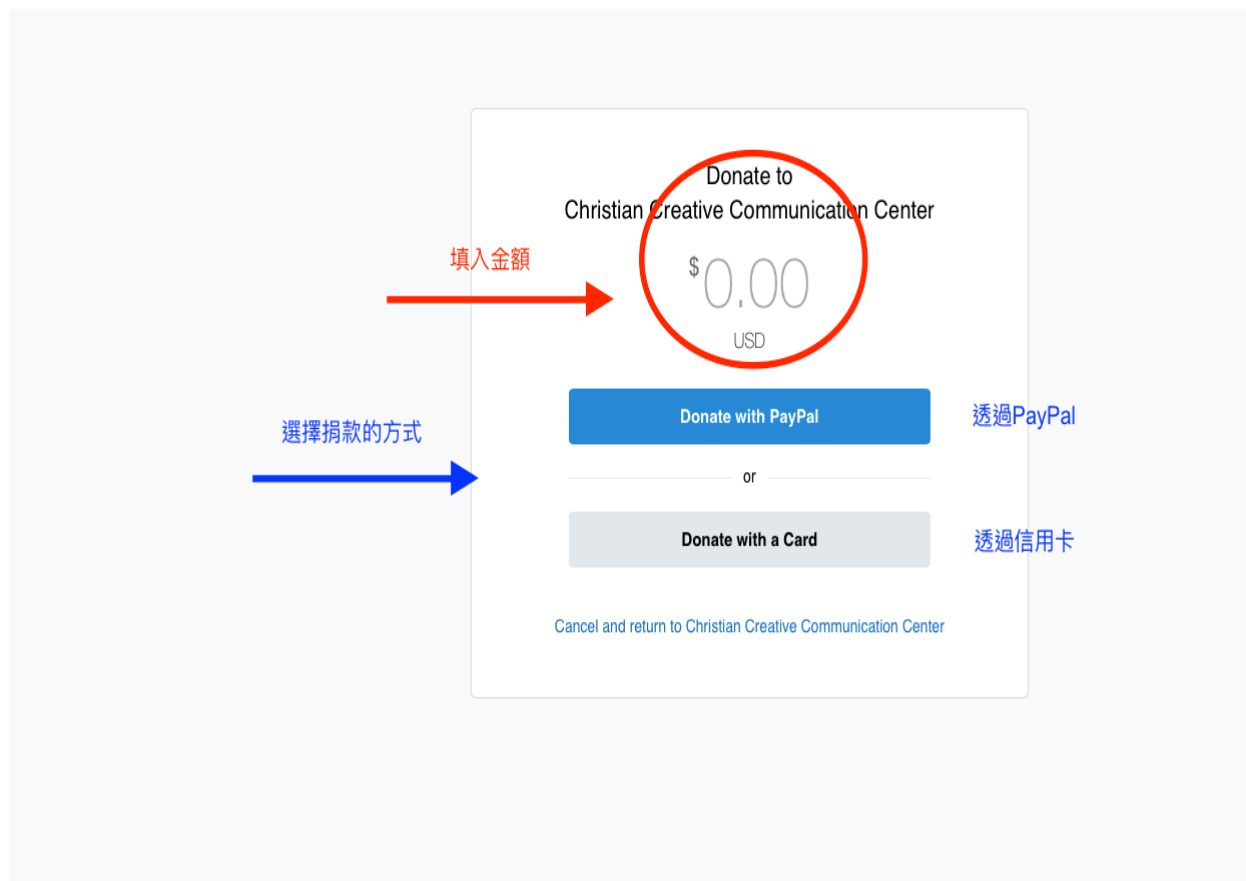 Donate to
Christian Creative Communication Center
填入金額
$0.00
USD
Donate with PayPal
透過PayPal
選擇捐款的方式
or
Donate with a Card
透過信用卡
Cancel and return to Christian Creative Communication Center